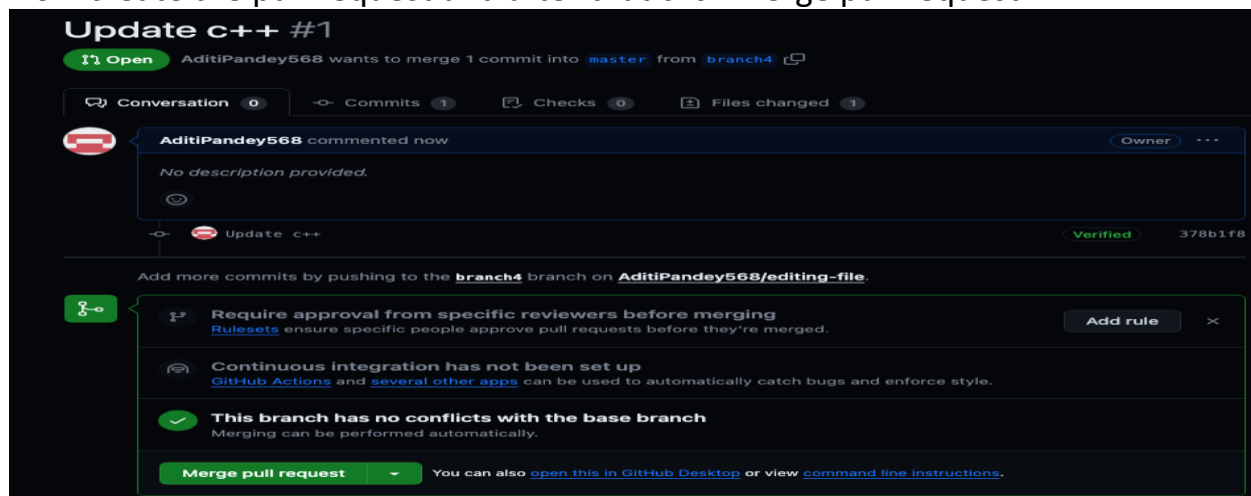 Update c++ #1
Open AditiPandey568 wants to merge 1 commit into master from branch4
Conversation 0 Commits 1 Checks 0 Files changed 1
AditiPandey568 commented now Owner ...
No description provided.
Update c++ Verified 378b1f8
Add more commits by pushing to the branch4 branch on AditiPandey568/editing-file.
Require approval from specific reviewers before merging
Rulesets ensure specific people approve pull requests before they're merged.
Add rule
Continuous integration has not been set up
GitHub Actions and several other apps can be used to automatically catch bugs and enforce style.
This branch has no conflicts with the base branch
Merging can be performed automatically.
Merge pull request You can also open this in GitHub Desktop or view command line instructions.